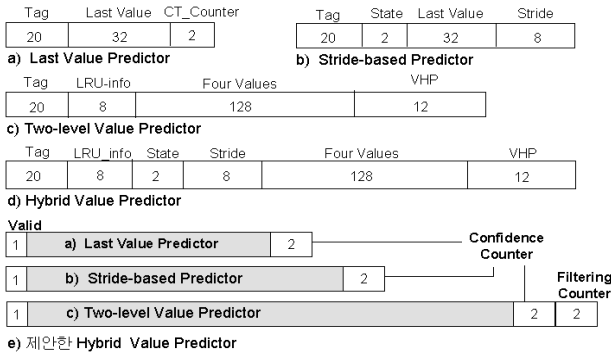 Tag Last Value CT_Counter
20 32 2
a) Last Value Predictor
Tag State Last Value Stride
20 2 32 8
b) Stride-based Predictor
Tag LRU-info Four Values VHP
20 8 128 12
c) Two-level Value Predictor
Tag LRU_info State Stride Four Values VHP
20 8 2 8 128 12
d) Hybrid Value Predictor
Valid
1 a) Last Value Predictor 2
Confidence
Counter
1 b) Stride-based Predictor 2
Filtering
Counter
1 c) Two-level Value Predictor 2 2
e) 제안한 Hybrid Value Predictor